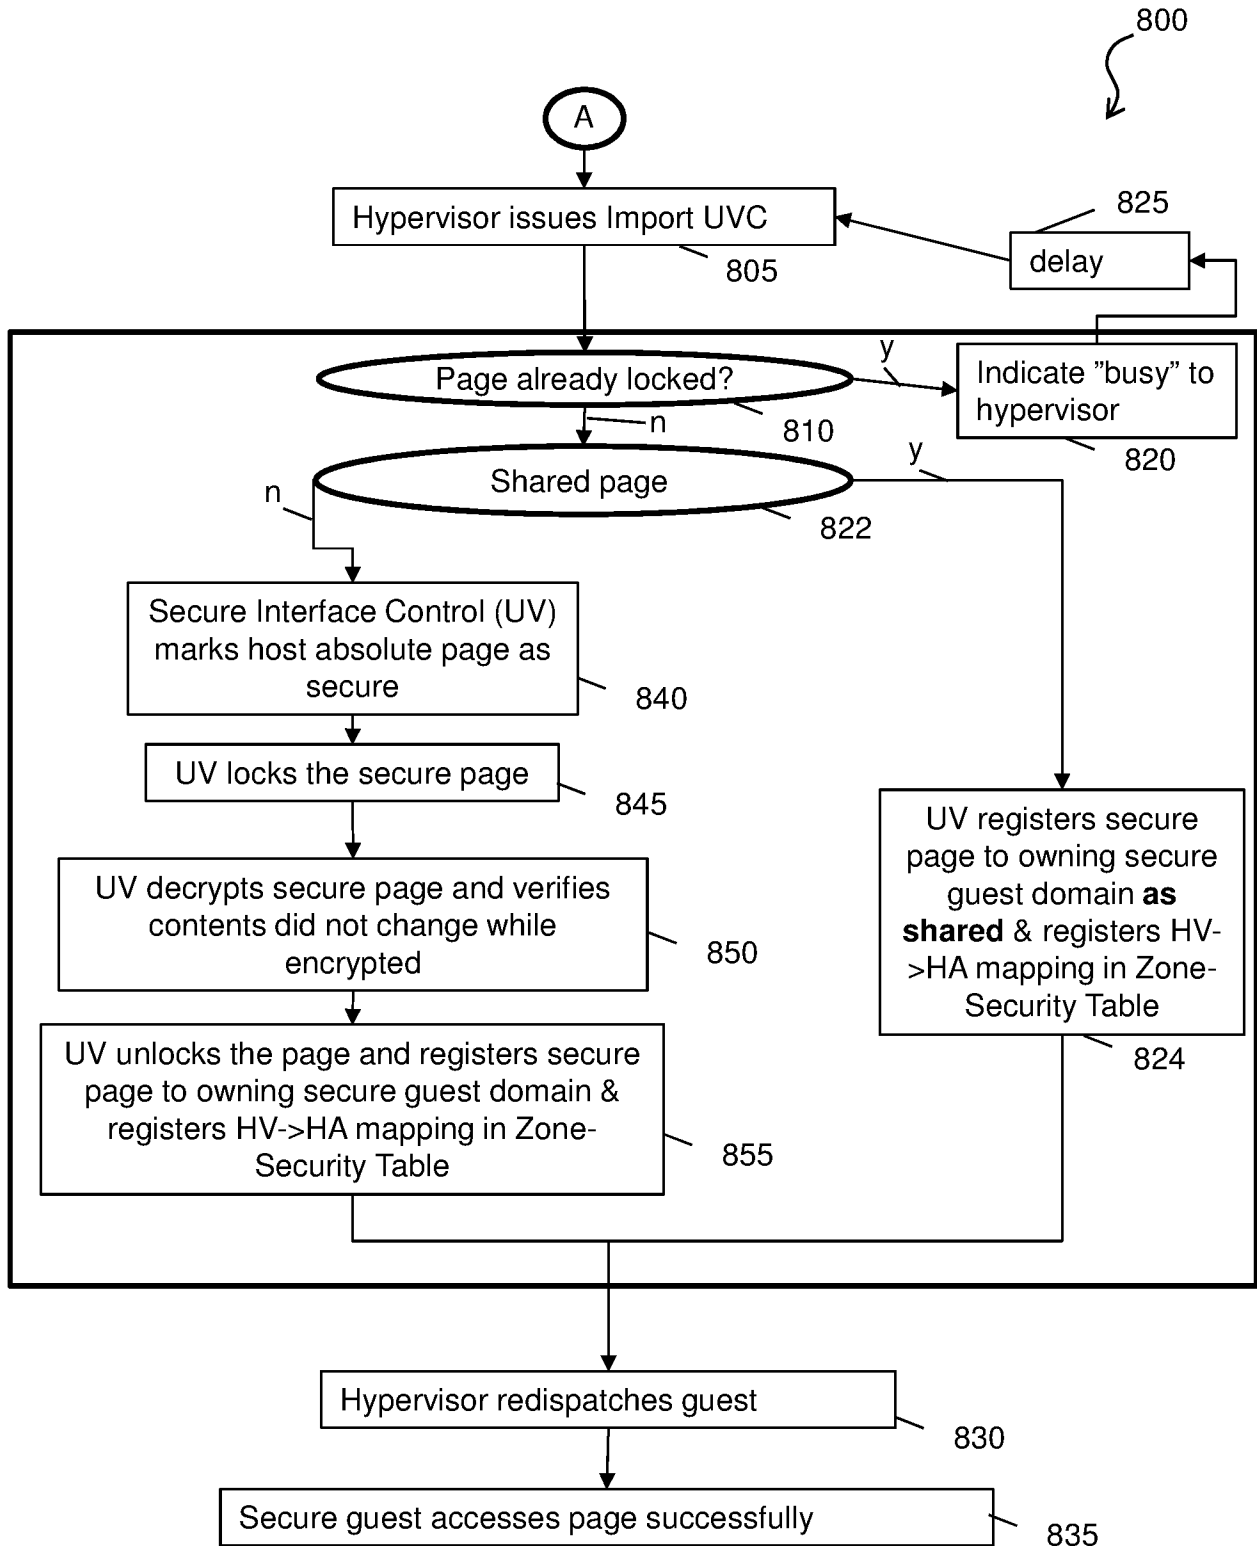 800
A
Hypervisor issues Import UVC
805
825
delay
Page already locked?
810
y
Indicate ”busy” to
hypervisor
820
n
Shared page
822
y
n
Secure Interface Control (UV)
marks host absolute page as
secure
840
UV locks the secure page
845
UV decrypts secure page and verifies
contents did not change while
encrypted
850
UV registers secure
page to owning secure
guest domain as
shared & registers HV-
>HA mapping in Zone-
Security Table
824
UV unlocks the page and registers secure
page to owning secure guest domain &
registers HV->HA mapping in Zone-
Security Table
855
Hypervisor redispatches guest
830
Secure guest accesses page successfully
835